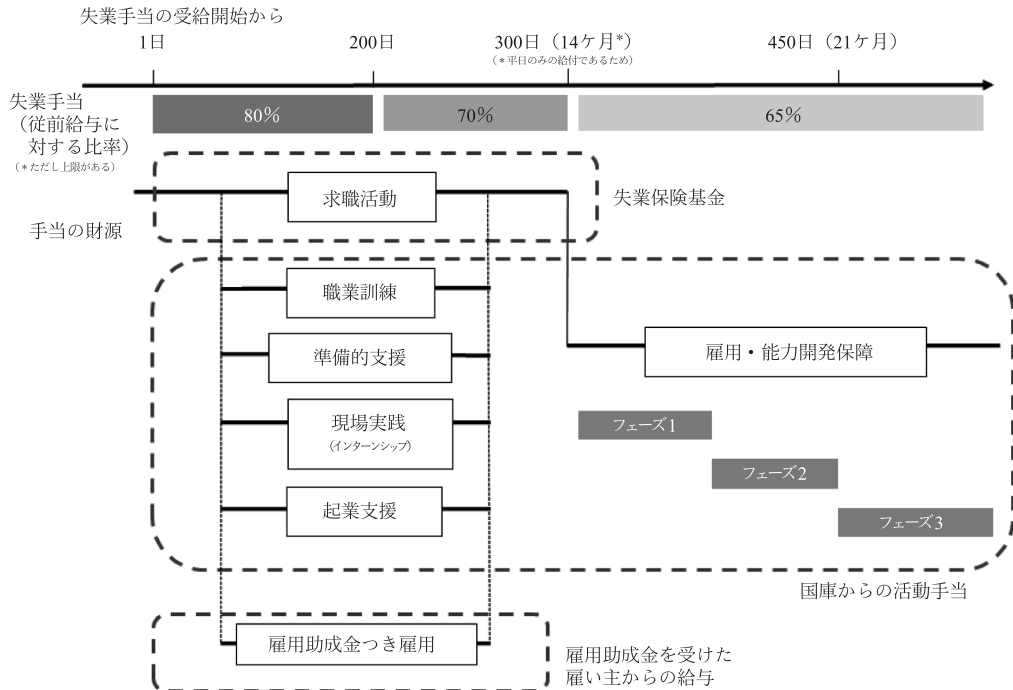 失業手当の受給開始から
1日
200日
300日（14ケ月*）
（*平日のみの給付であるため）
450日（21ケ月）
失業手当
（従前給与に
対する比率）
（*ただし上限がある）
80％
70％
65％
求職活動
失業保険基金
手当の財源
職業訓練
準備的支援
雇用・能力開発保障
現場実践
（インターンシップ）
フェーズ1
フェーズ2
起業支援
フェーズ3
国庫からの活動手当
雇用助成金つき雇用
雇用助成金を受けた
雇い主からの給与